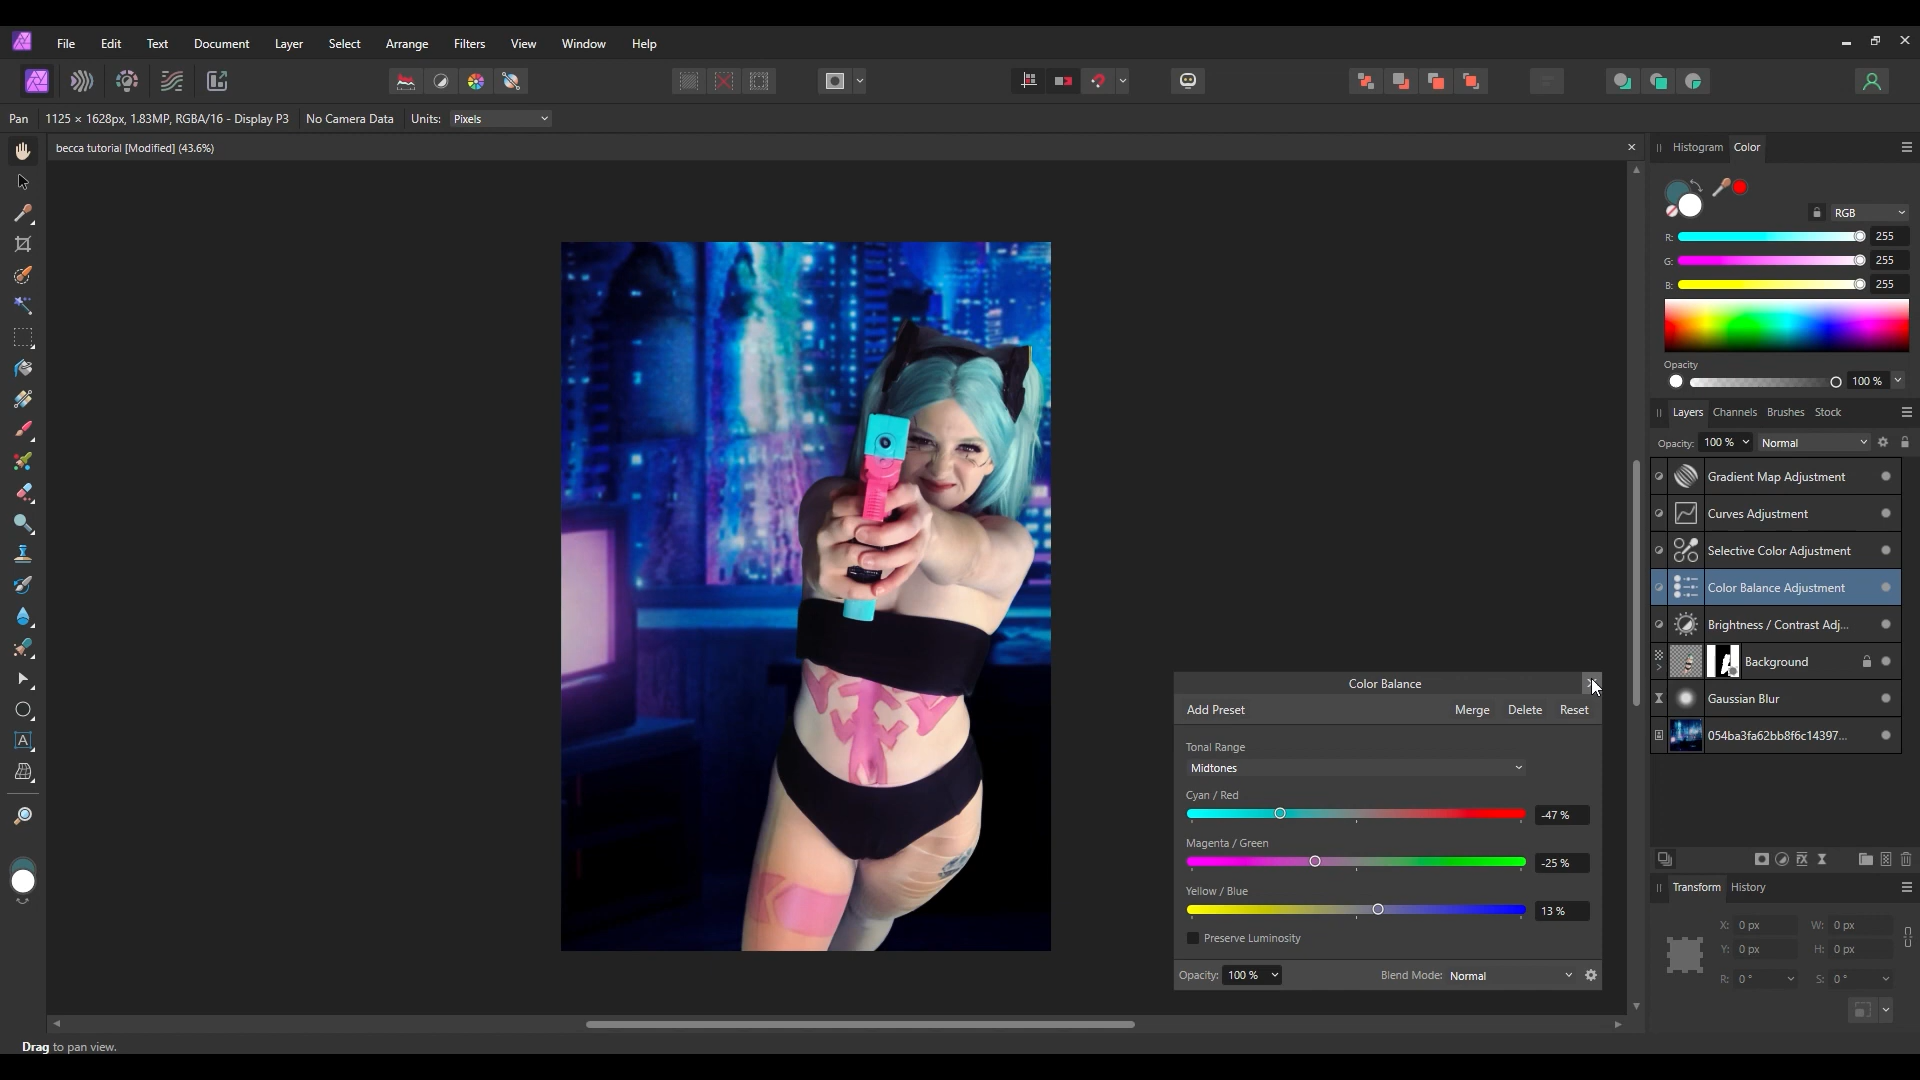 File Edit Text Document Layer Select Arrange Filters View Window Help
Pan 1125 × 1628px, 1.83MP, RGBA/16 - Display P3 No Camera Data Units: Pixels
becca tutorial [Modified] (43.6%)
Histogram Color
RGB
R: 255
G: 255
B: 255
Opacity
100 %
Layers Channels Brushes Stock
Opacity: 100 % Normal
Gradient Map Adjustment
Curves Adjustment
Selective Color Adjustment
Color Balance Adjustment
Brightness / Contrast Adj...
Background
Gaussian Blur
054ba3fa62bb8f6c14397...
Color Balance
Add Preset Merge Delete Reset
Tonal Range
Midtones
Cyan / Red
-47 %
Magenta / Green
-25 %
Yellow / Blue
13 %
Preserve Luminosity
Opacity: 100 % Blend Mode: Normal
Transform History
X: 0 px W: 0 px
Y: 0 px H: 0 px
R: 0 ° S: 0 °
Drag to pan view.